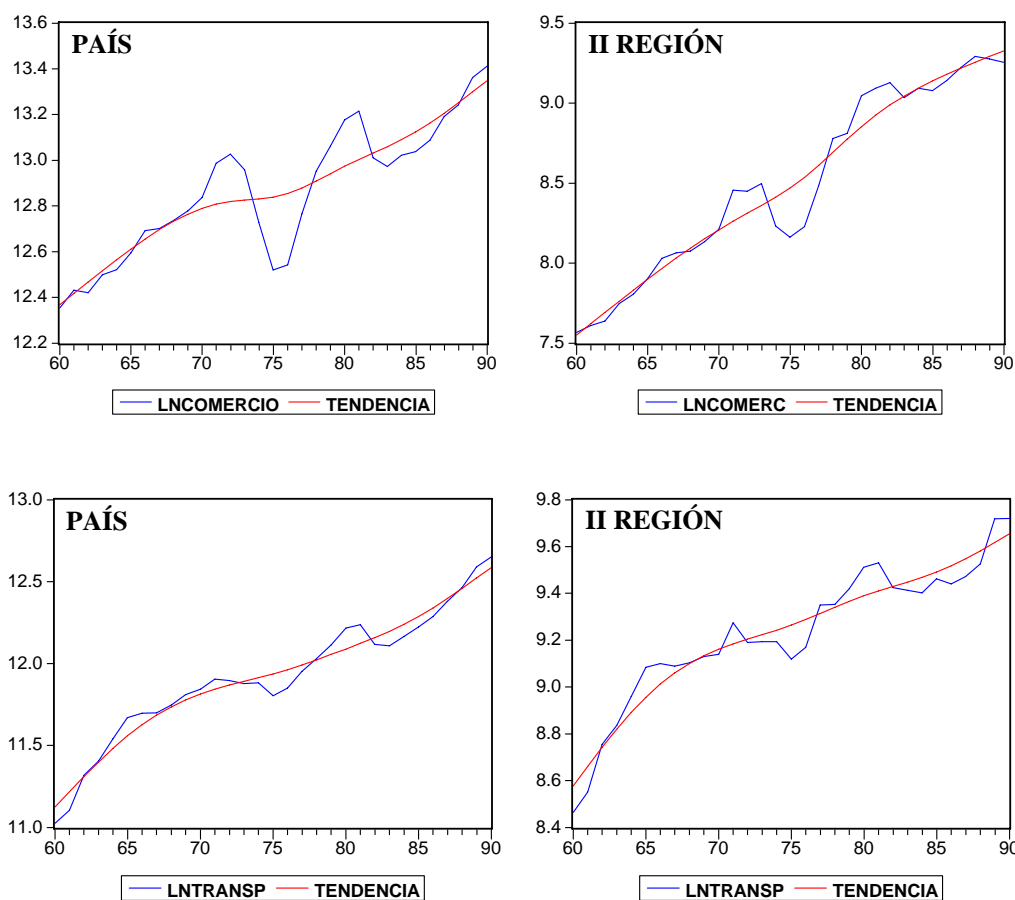 PAÍS
13.6
13.4
13.2
13.0
12.8
12.6
12.4
12.2
60 65 70 75 80 85 90
LNCOMERCIO TENDENCIA
II REGIÓN
9.5
9.0
8.5
8.0
7.5
60 65 70 75 80 85 90
LNCOMERC TENDENCIA
PAÍS
13.0
12.5
12.0
11.5
11.0
60 65 70 75 80 85 90
LNTRANSP TENDENCIA
II REGIÓN
9.8
9.6
9.4
9.2
9.0
8.8
8.6
8.4
60 65 70 75 80 85 90
LNTRANSP TENDENCIA